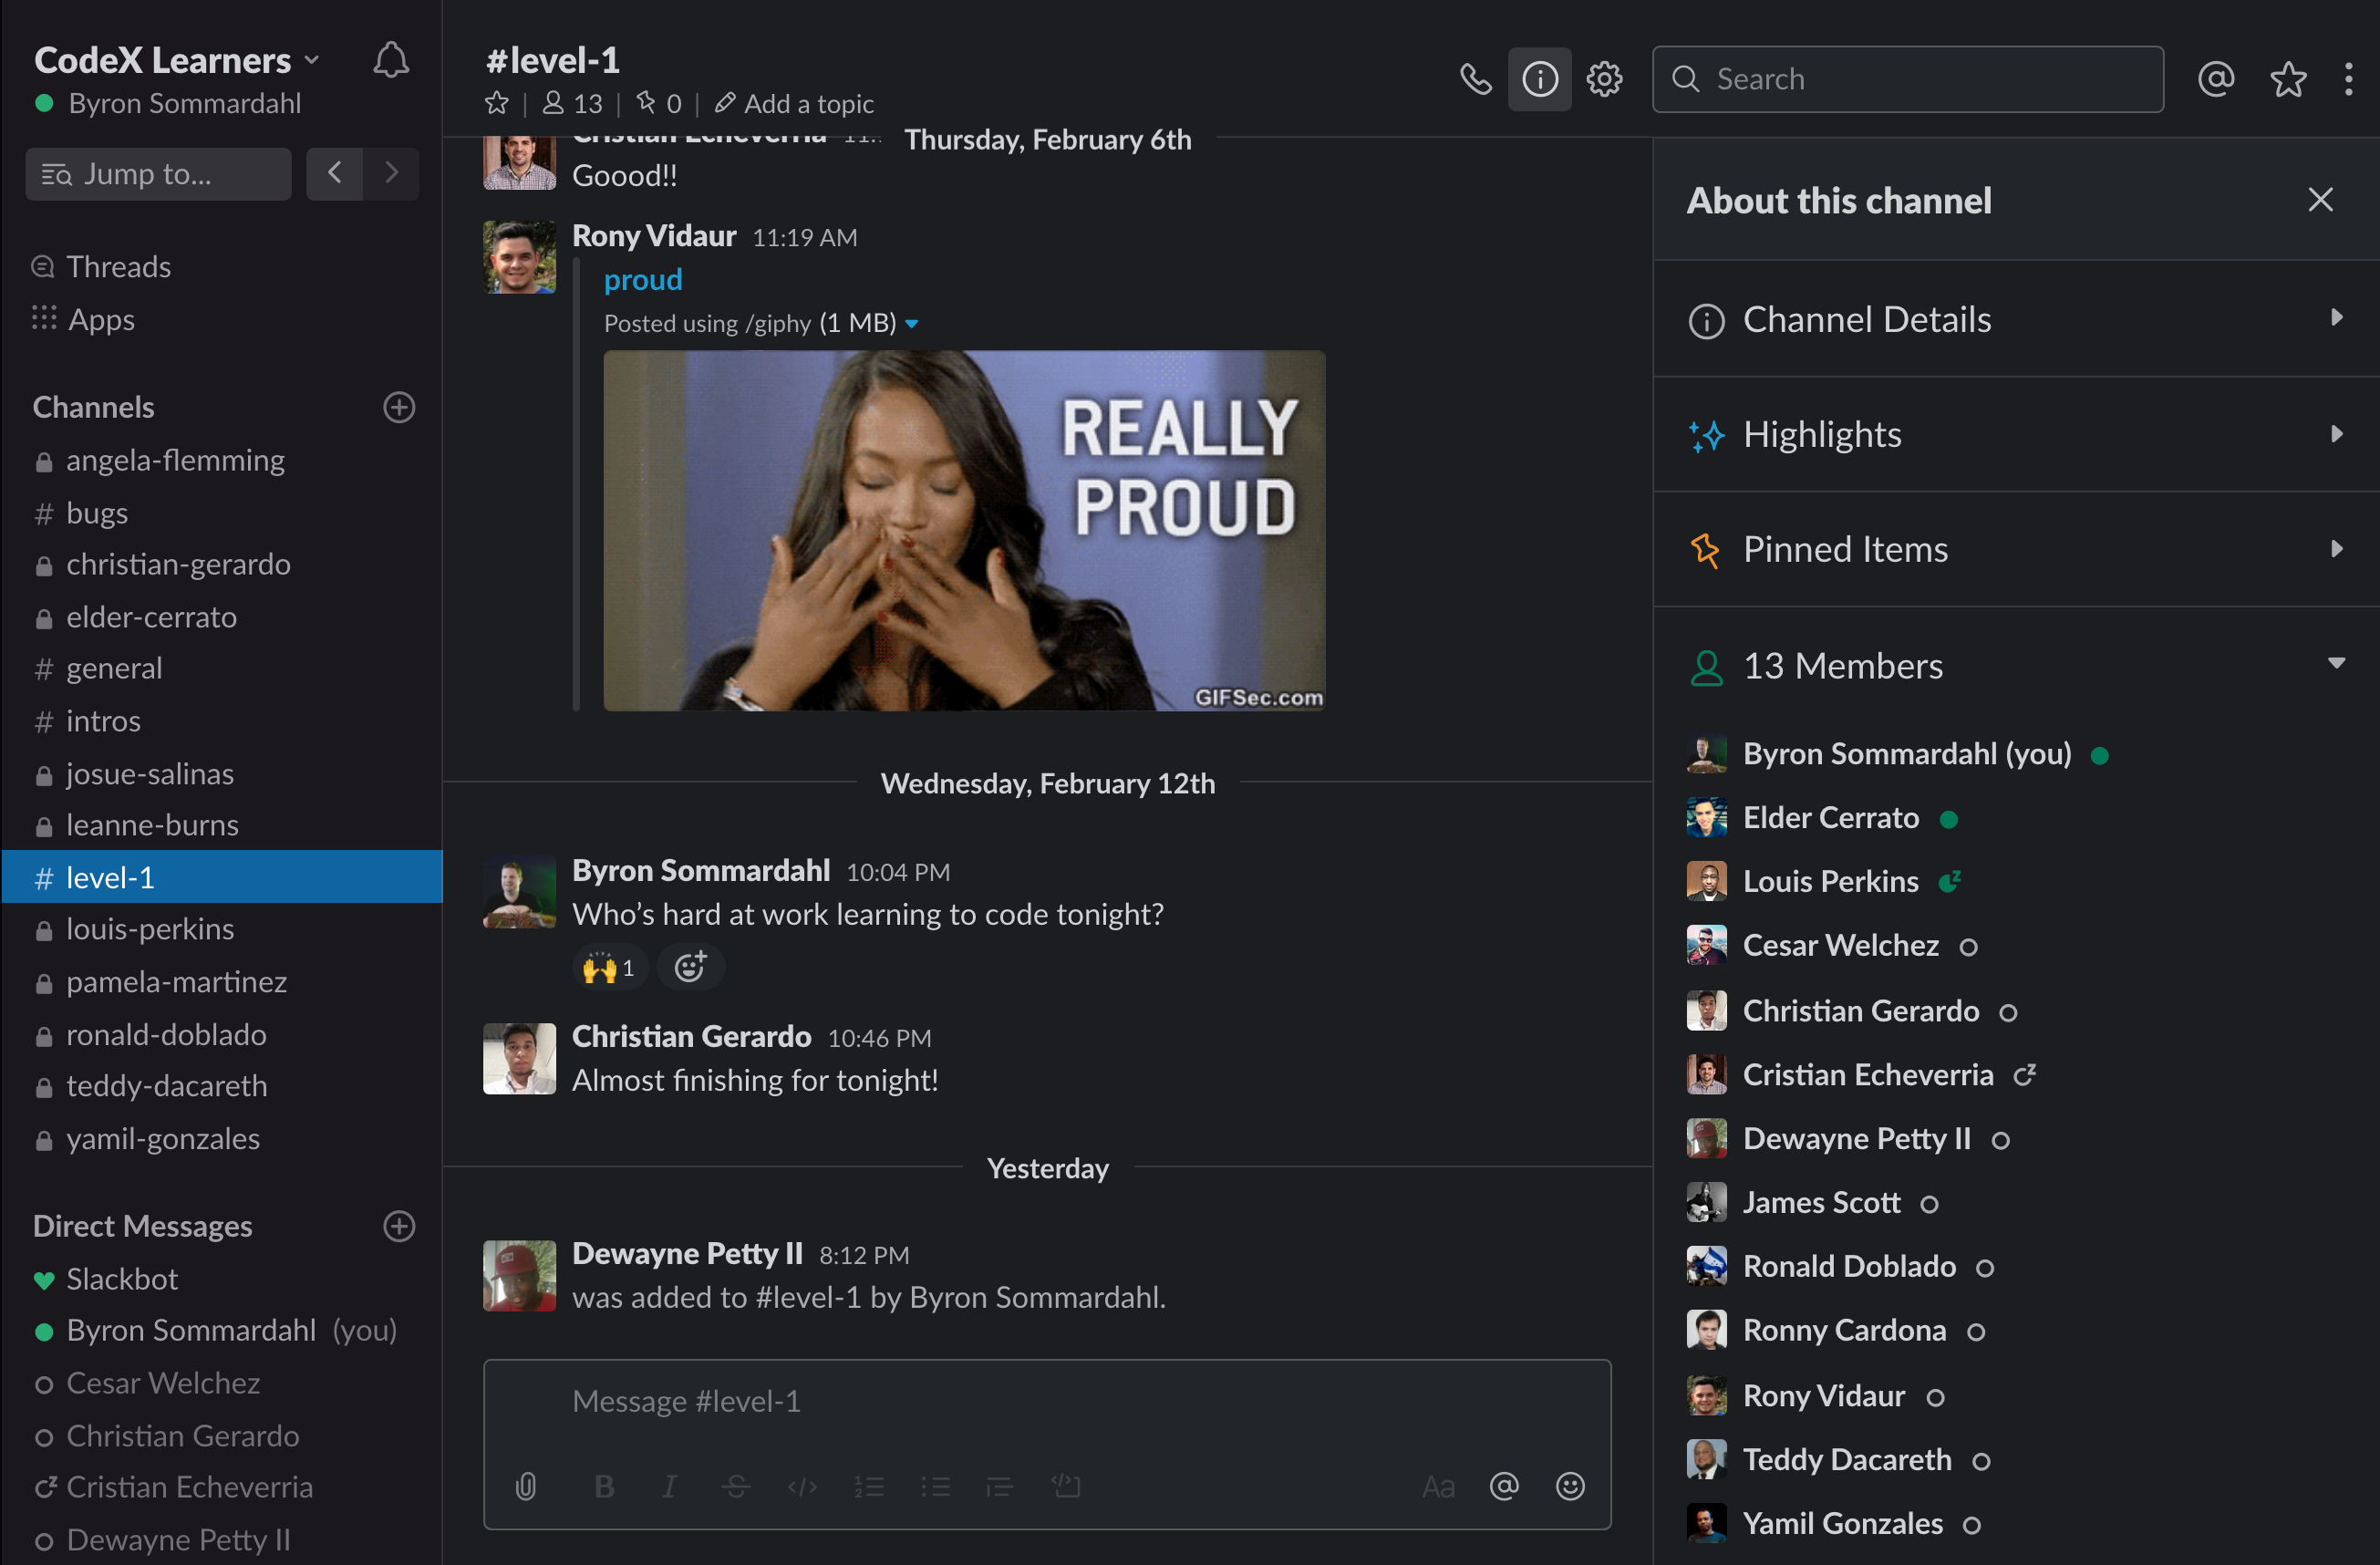 CodeX Learners
Byron Sommardahl
Jump to...
Threads
Apps
Channels
angela-flemming
# bugs
christian-gerardo
elder-cerrato
# general
# intros
josue-salinas
leanne-burns
# level-1
louis-perkins
pamela-martinez
ronald-doblado
teddy-dacareth
yamil-gonzales
Direct Messages
Slackbot
Byron Sommardahl (you)
Cesar Welchez
Christian Gerardo
Cristian Echeverria
Dewayne Petty II
#level-1
13 | 0 | Add a topic
Search
Thursday, February 6th
Cristian Echeverria 11:
Goood!!
Rony Vidaur 11:19 AM
proud
Posted using /giphy (1 MB)
REALLY
PROUD
GIFSec.com
Wednesday, February 12th
Byron Sommardahl 10:04 PM
Who's hard at work learning to code tonight?
1
Christian Gerardo 10:46 PM
Almost finishing for tonight!
Yesterday
Dewayne Petty II 8:12 PM
was added to #level-1 by Byron Sommardahl.
Message #level-1
B I S </> Aa @
About this channel
Channel Details
Highlights
Pinned Items
13 Members
Byron Sommardahl (you)
Elder Cerrato
Louis Perkins
Cesar Welchez
Christian Gerardo
Cristian Echeverria
Dewayne Petty II
James Scott
Ronald Doblado
Ronny Cardona
Rony Vidaur
Teddy Dacareth
Yamil Gonzales